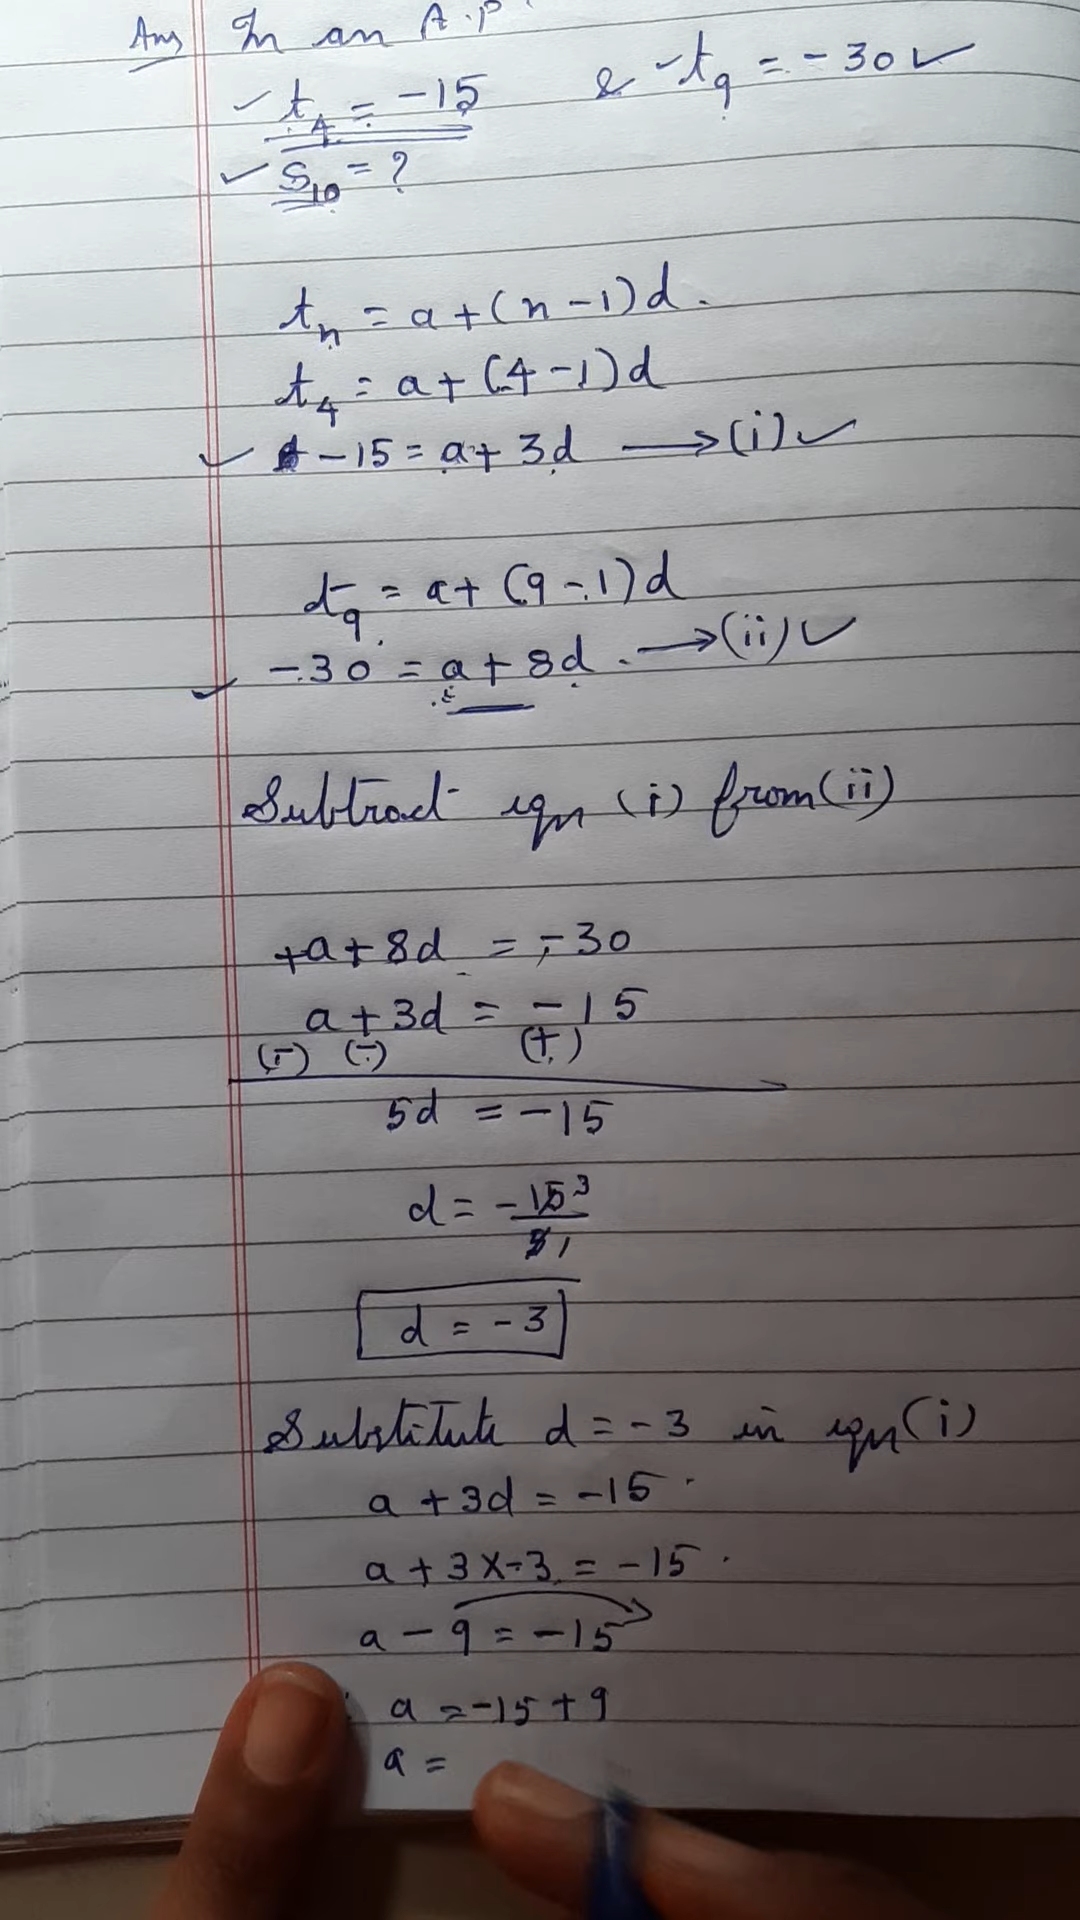 Ans In an A.P.
t₄ = -15 & t₉ = -30
S₁₀ = ?
tₙ = a + (n - 1)d.
t₄ = a + (4 - 1)d
-15 = a + 3d → (i)
t₉ = a + (9 - 1)d
-30 = a + 8d. → (ii)
Subtract eqn (i) from (ii)
+a + 8d = -30
a + 3d = -15
(-) (-) (+)
5d = -15
d = -15 3 / 5 1
d = -3
Substitute d = -3 in eqn (i)
a + 3d = -15
a + 3 x -3 = -15
a - 9 = -15
a = -15 + 9
a =